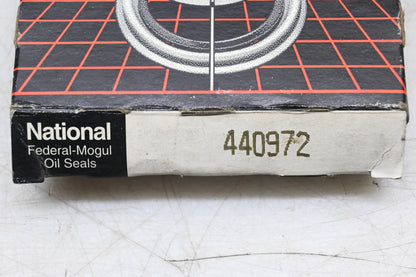 National
Federal-Mogul
Oil Seals
440972